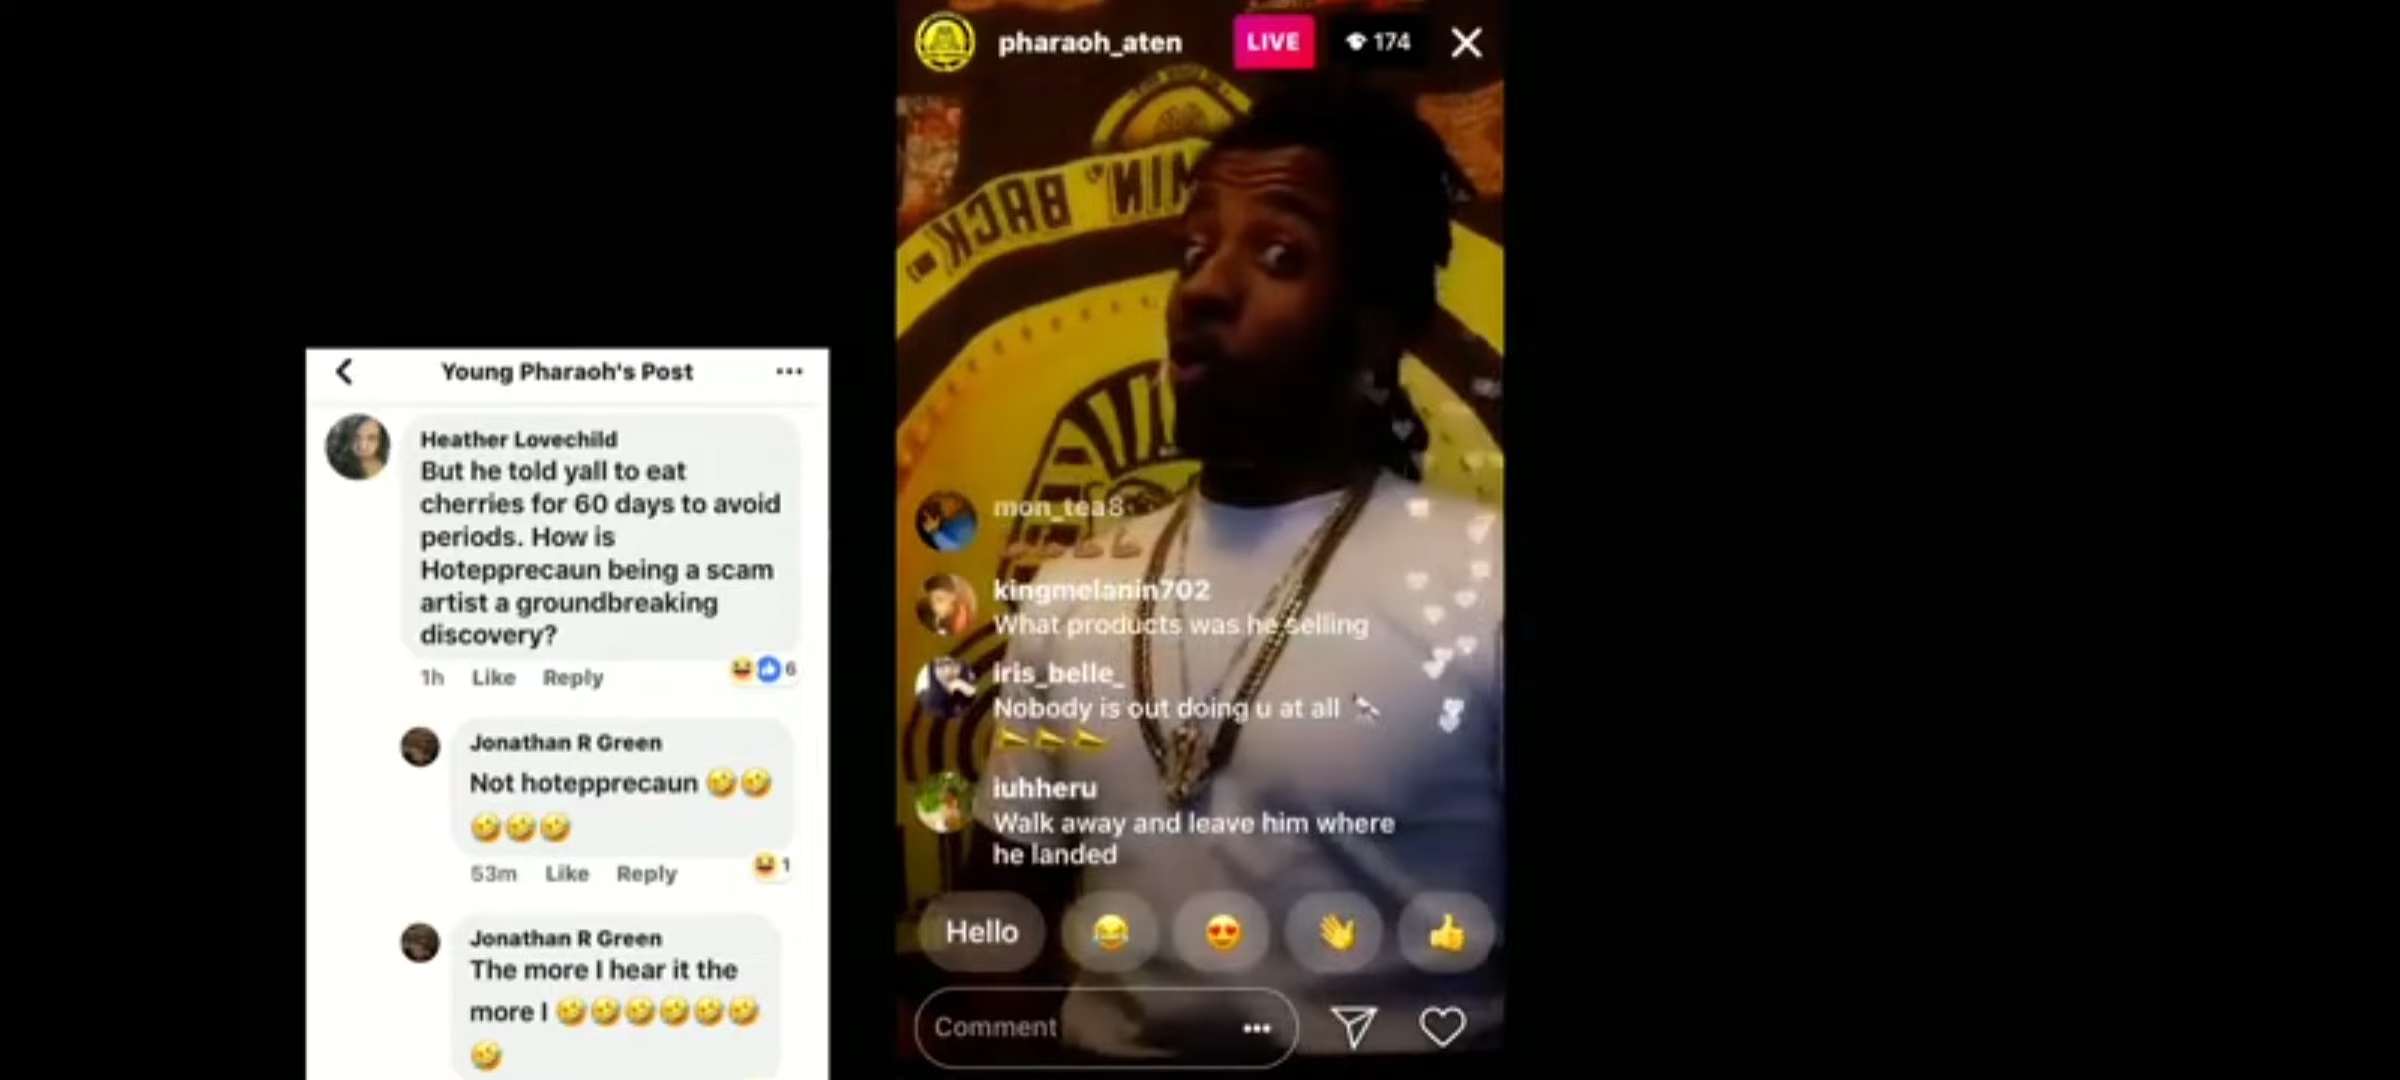 Young Pharaoh's Post
Heather Lovechild
But he told yall to eat
cherries for 60 days to avoid
periods. How is
Hotepprecaun being a scam
artist a groundbreaking
discovery?
1h Like Reply
6
Jonathan R Green
Not hotepprecaun 🤣🤣
🤣🤣🤣
53m Like Reply
1
Jonathan R Green
The more I hear it the
more I 🤣🤣🤣🤣🤣🤣
🤣
pharaoh_aten LIVE 174
MIN' BACK
mon_tea8
kingmelanin702
What products was he selling
iris_belle_
Nobody is out doing u at all
iuhheru
Walk away and leave him where
he landed
Hello 😂 😍 👋 👍
Comment